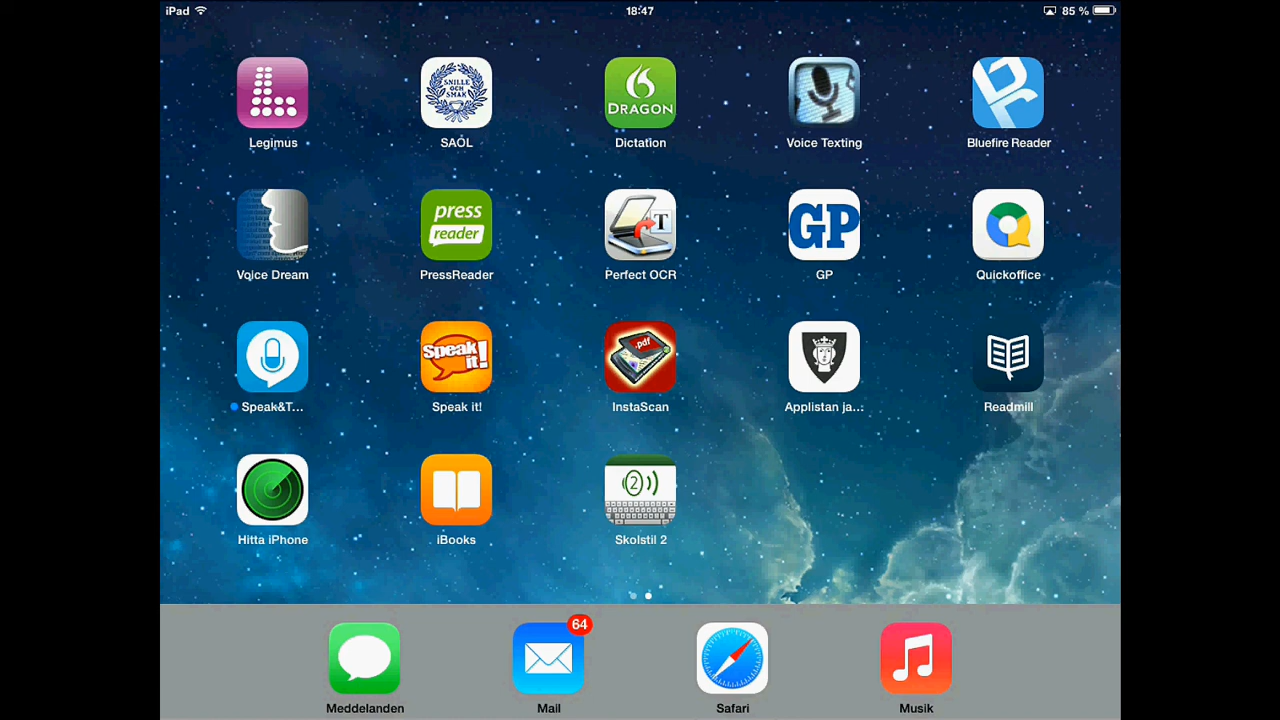 iPad 18:47 85 %
SNILLE
OCH
SMAK
DRAGON
Legimus SAOL Dictation Voice Texting Bluefire Reader
press
reader
T
GP
Voice Dream PressReader Perfect OCR GP Quickoffice
Speak
it!
.pdf
Speak&T... Speak it! InstaScan Applistan ja... Readmill
2
Hitta iPhone iBooks Skolstil 2
64
Meddelanden Mail Safari Musik